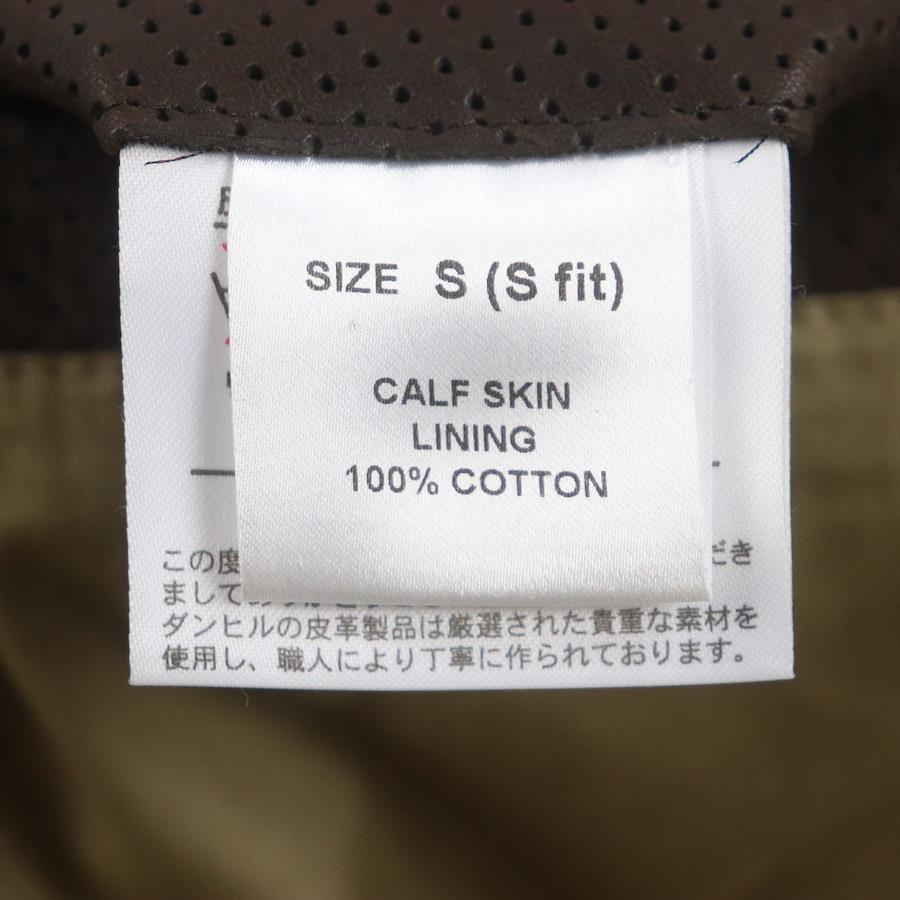 SIZE S (S fit)
CALF SKIN
LINING
100% COTTON
この度
だき
まして
ダンヒルの皮革製品は厳選された貴重な素材を
使用し、職人により丁寧に作られております。